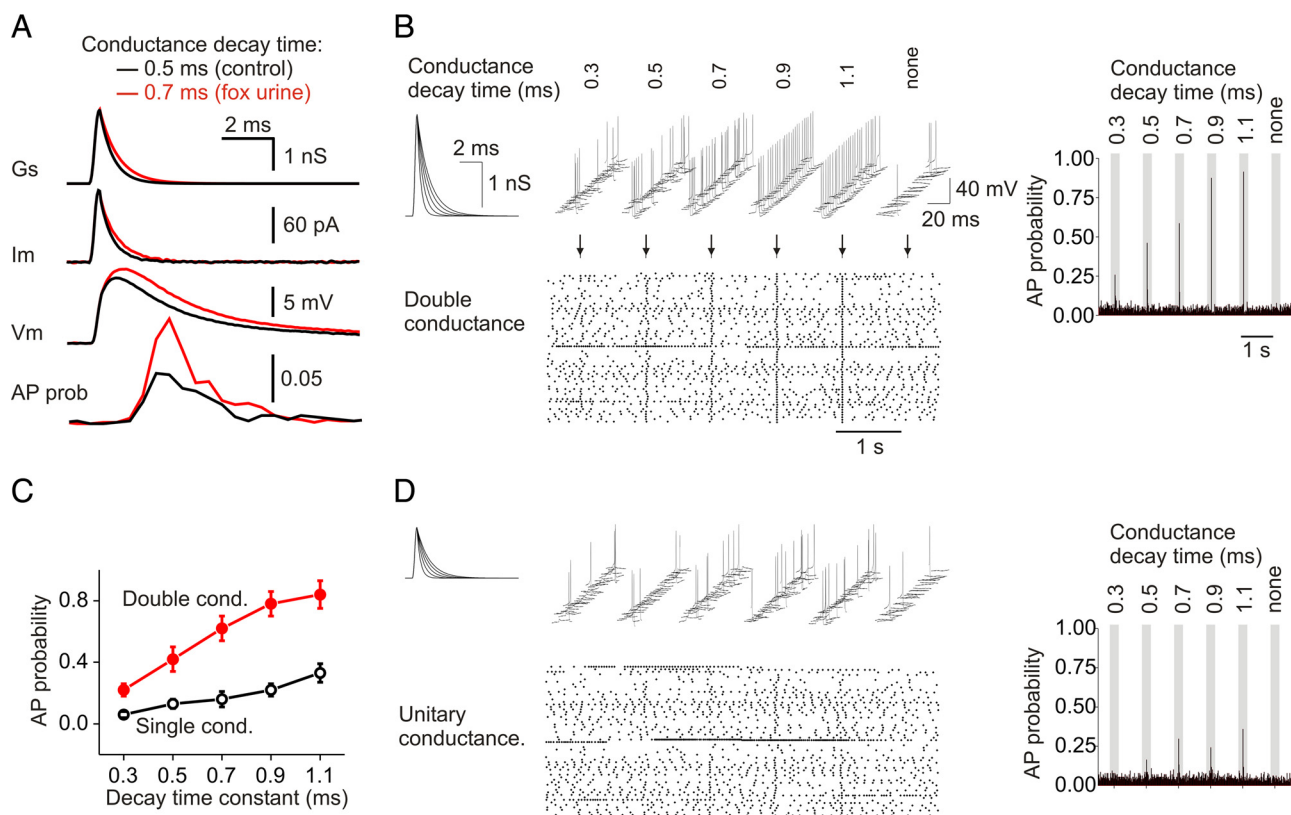 A
Conductance decay time:
0.5 ms (control)
0.7 ms (fox urine)
2 ms
1 nS
Gs
60 pA
Im
5 mV
Vm
0.05
AP prob
B
Conductance
decay time (ms)
0.3
0.5
0.7
0.9
1.1
none
2 ms
1 nS
40 mV
20 ms
Double
conductance
1 s
Conductance
decay time (ms)
0.3
0.5
0.7
0.9
1.1
none
1.00
0.75
0.50
0.25
0.00
AP probability
1 s
C
AP probability
0.8
0.4
0.0
Double cond.
Single cond.
0.3
0.5
0.7
0.9
1.1
Decay time constant (ms)
D
Unitary
conductance.
Conductance
decay time (ms)
0.3
0.5
0.7
0.9
1.1
none
1.00
0.75
0.50
0.25
0.00
AP probability